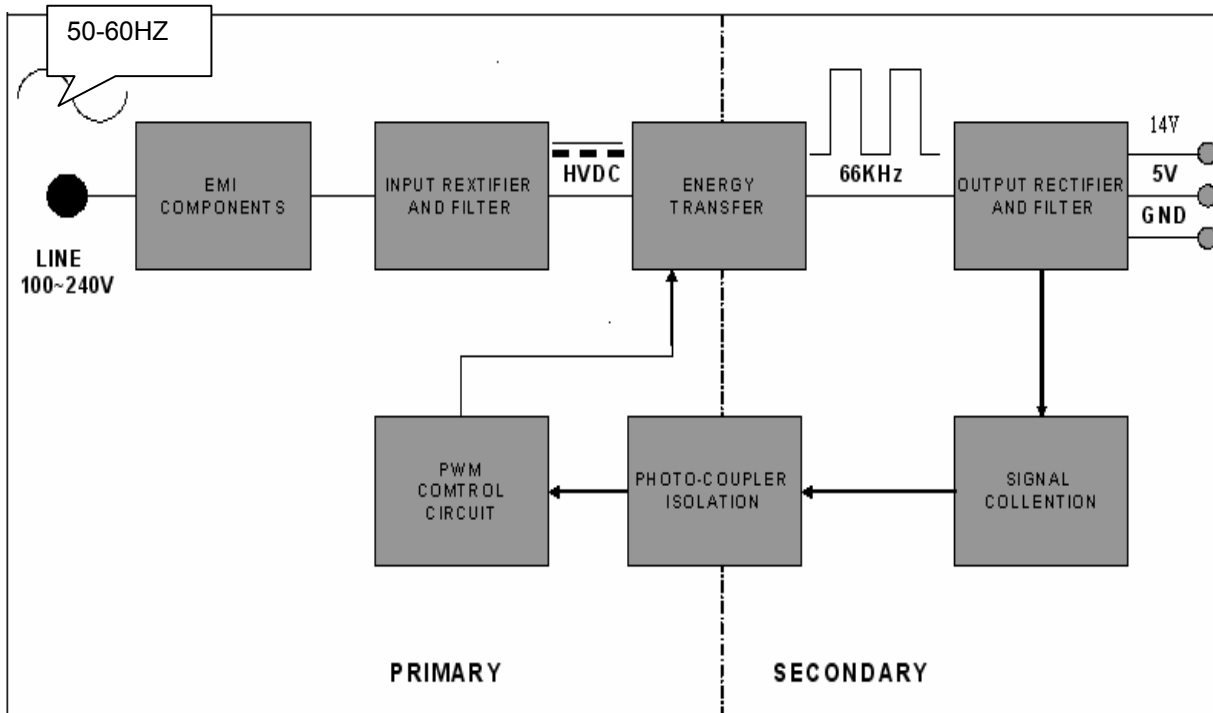 50-60HZ
EMI
COMPONENTS
INPUT REXTIFIER
AND FILTER
HVDC
ENERGY
TRANSFER
66KHz
OUTPUT RECTIFIER
AND FILTER
14V
5V
GND
LINE
100~240V
PWM
COMTROL
CIRCUIT
PHOTO-COUPLER
ISOLATION
SIGNAL
COLLENTION
PRIMARY
SECONDARY